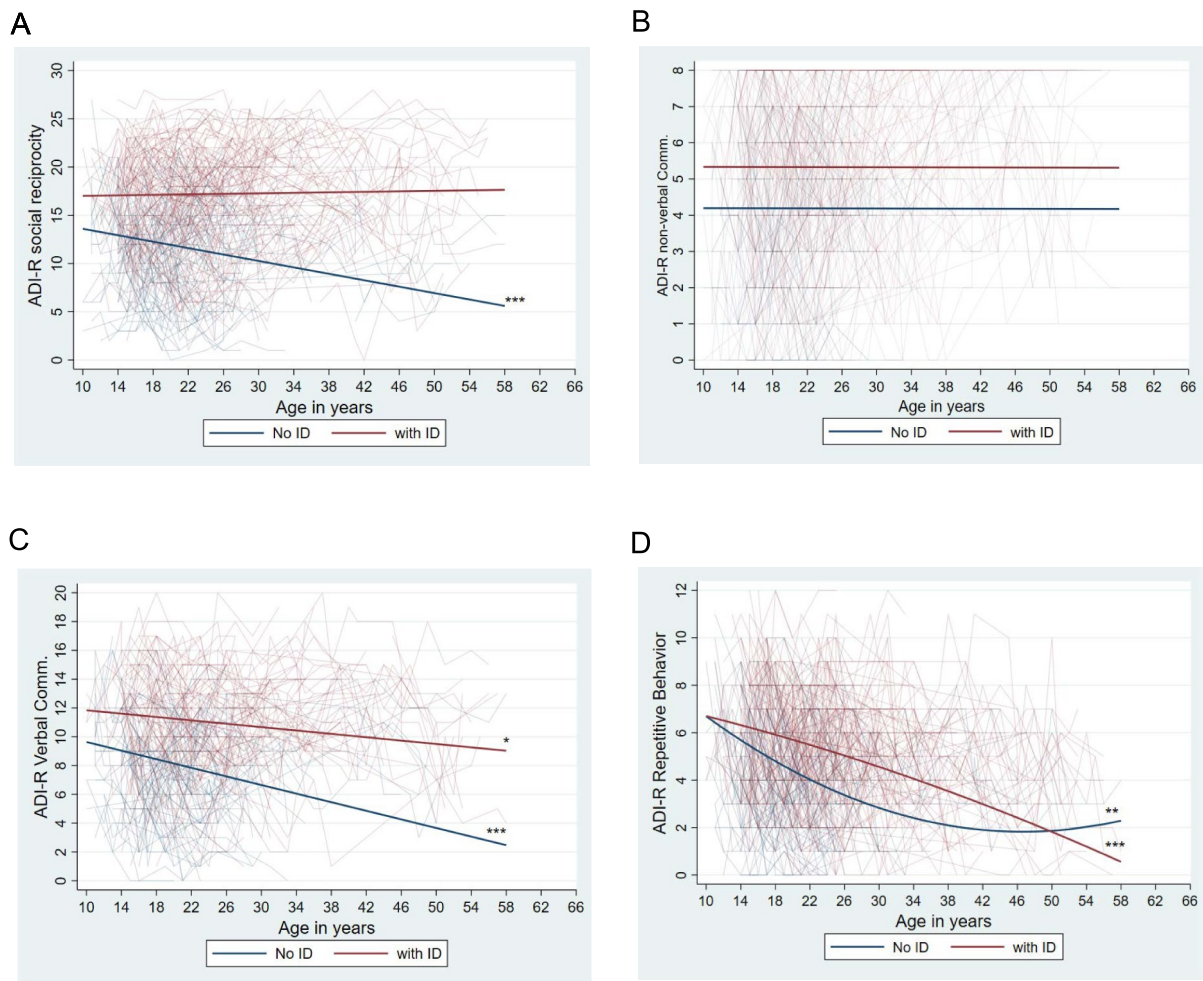 A
ADI-R social reciprocity
30
25
20
15
10
5
0
***
10 14 18 22 26 30 34 38 42 46 50 54 58 62 66
Age in years
No ID with ID
B
ADI-R non-verbal Comm.
8
7
6
5
4
3
2
1
0
10 14 18 22 26 30 34 38 42 46 50 54 58 62 66
Age in years
No ID with ID
C
ADI-R Verbal Comm.
20
18
16
14
12
10
8
6
4
2
0
*
***
10 14 18 22 26 30 34 38 42 46 50 54 58 62 66
Age in years
No ID with ID
D
ADI-R Repetitive Behavior
12
10
8
6
4
2
0
**
***
10 14 18 22 26 30 34 38 42 46 50 54 58 62 66
Age in years
No ID with ID